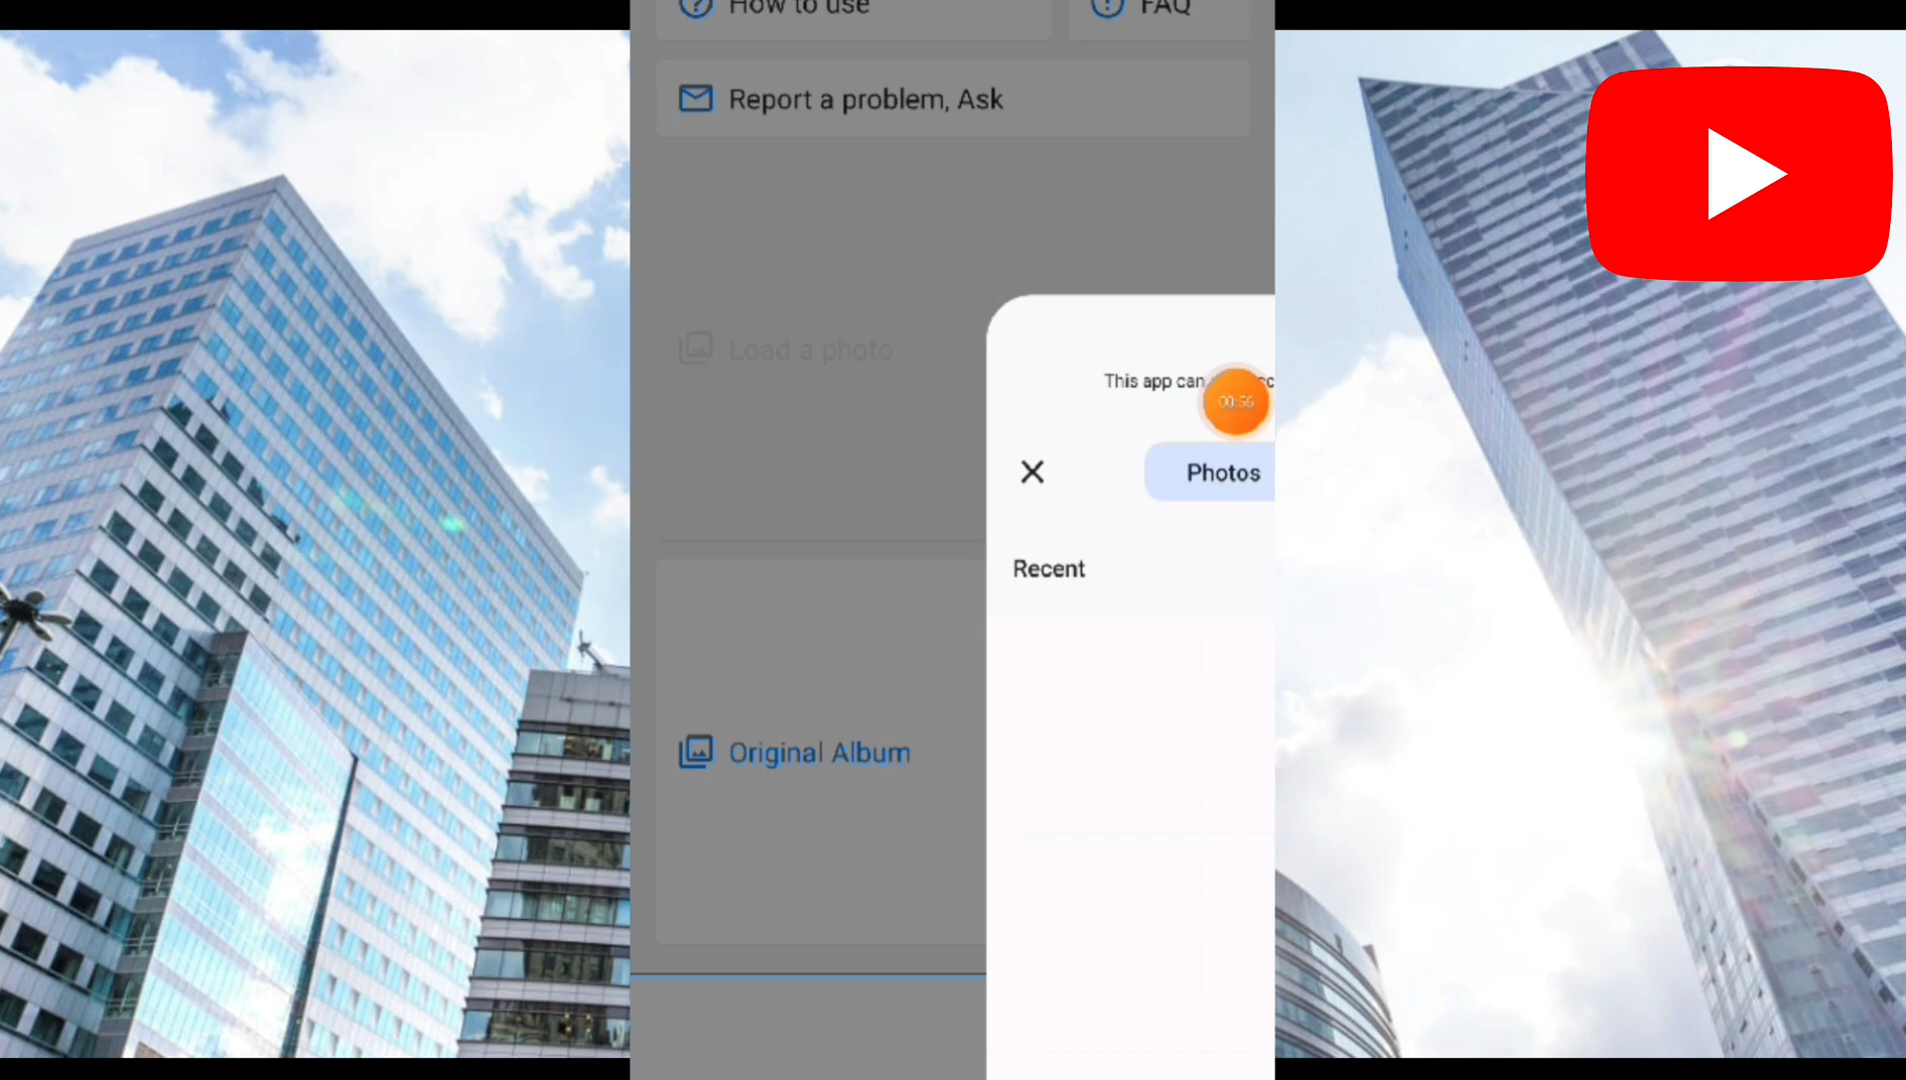 How to use
FAQ
Report a problem, Ask
Load a photo
This app can
00:56
Photos
Recent
Original Album